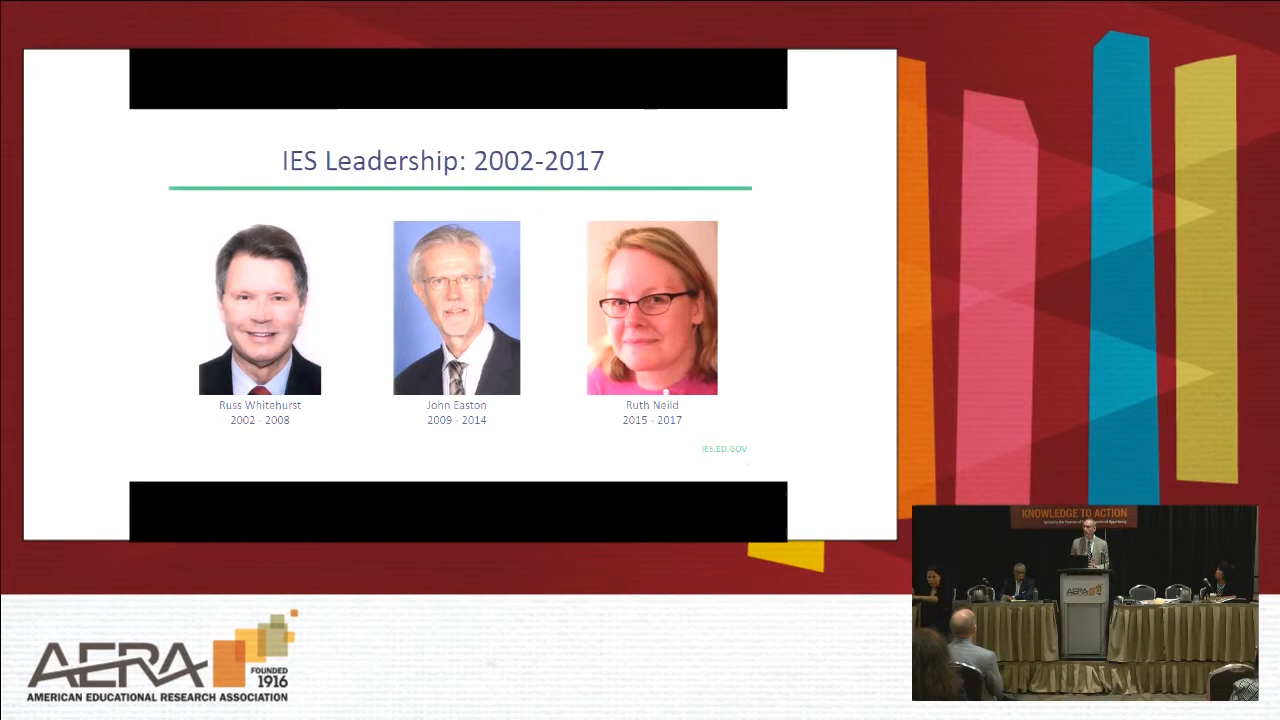 IES Leadership: 2002-2017
Russ Whitehurst
2002 - 2008
John Easton
2009 - 2014
Ruth Neild
2015 - 2017
IES.ED.GOV
KNOWLEDGE TO ACTION
AERA
AERA
FOUNDED
1916
AMERICAN EDUCATIONAL RESEARCH ASSOCIATION